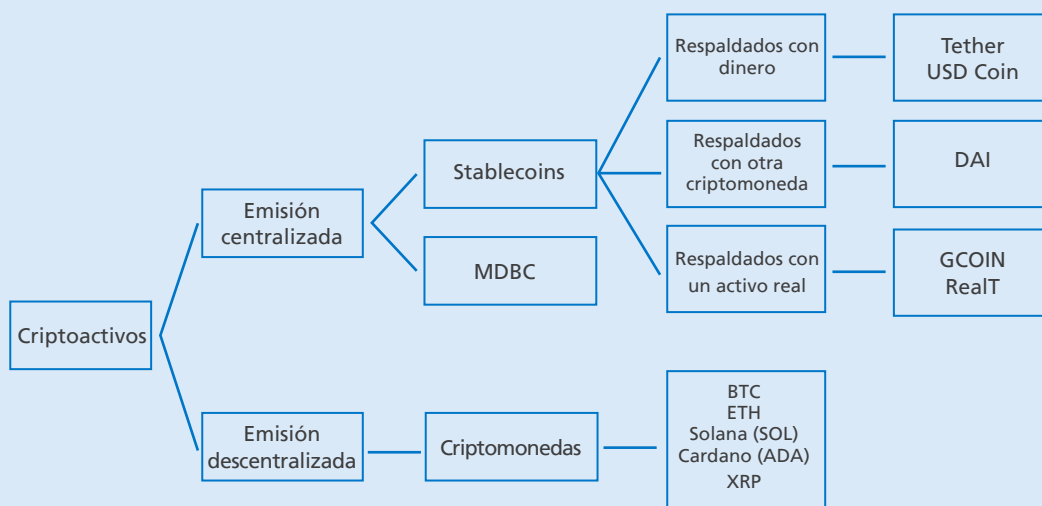 Criptoactivos
Emisión
centralizada
Stablecoins
Respaldados con
dinero
Tether
USD Coin
Respaldados
con otra
criptomoneda
DAI
Respaldados con
un activo real
GCOIN
RealT
MDBC
Emisión
descentralizada
Criptomonedas
BTC
ETH
Solana (SOL)
Cardano (ADA)
XRP